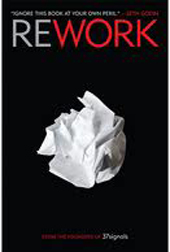 "IGNORE THIS BOOK AT YOUR OWN PERIL." - SETH GODIN
REWORK
FROM THE FOUNDERS OF 37signals